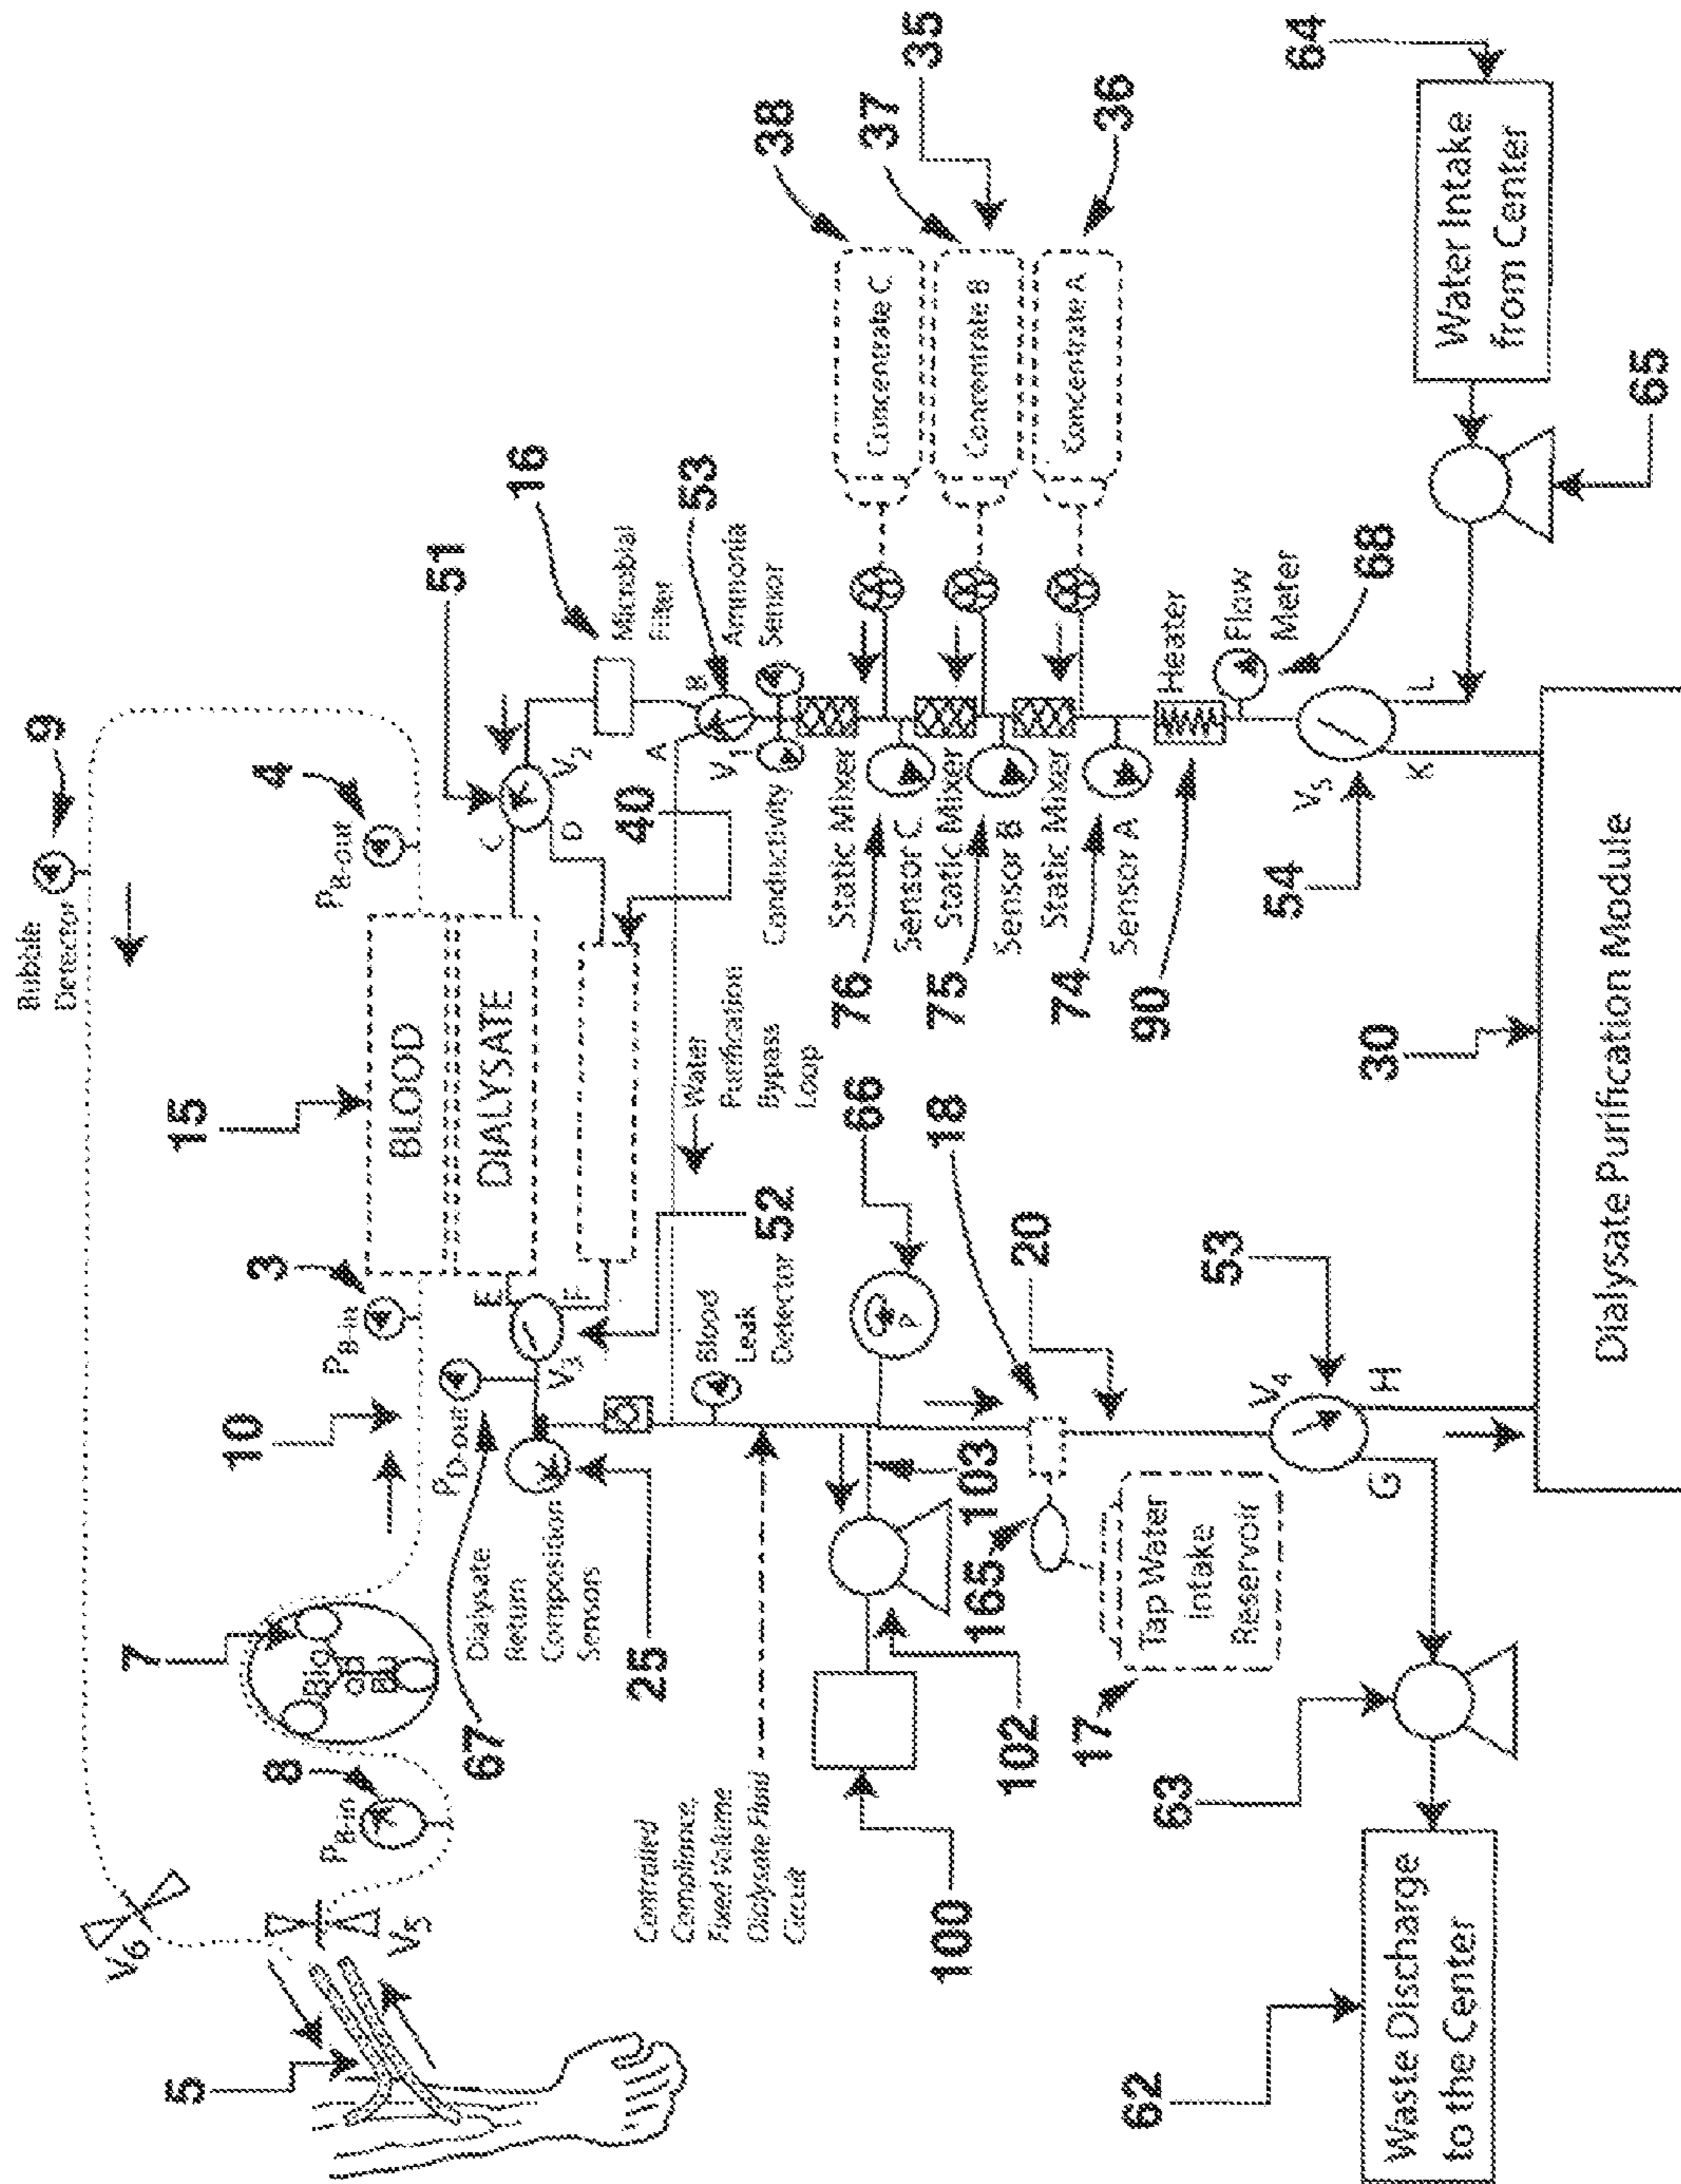 9
Bubble
Detector
V6
P B-out
4
15
BLOOD
DIALYSATE
51
C
V2
D
16
Microbial
Filter
53
B
A
V1
Ammonia
Sensor
Conductivity
40
3
P B-in
10
7
8
P B-in
V5
5
P D-out
V3
E
F
67
Dialysate
Return
Composition
Sensors
25
52
Water
Purification
Bypass
Loop
Blood
Leak
Detector
Controlled
Compliance,
Fixed Volume
Dialysate Fluid
Circuit
38
37
35
36
Concentrate C
Concentrate B
Concentrate A
Static Mixer
76
Sensor C
Static Mixer
75
Sensor B
Static Mixer
74
Sensor A
90
Heater
Flow
Meter
68
66
P
18
20
100
102
103
165
17
Tap Water
Intake
Reservoir
53
V4
G
H
54
V5
K
L
64
Water Intake
from Center
65
63
62
Waste Discharge
to the Center
30
Dialysate Purification Module